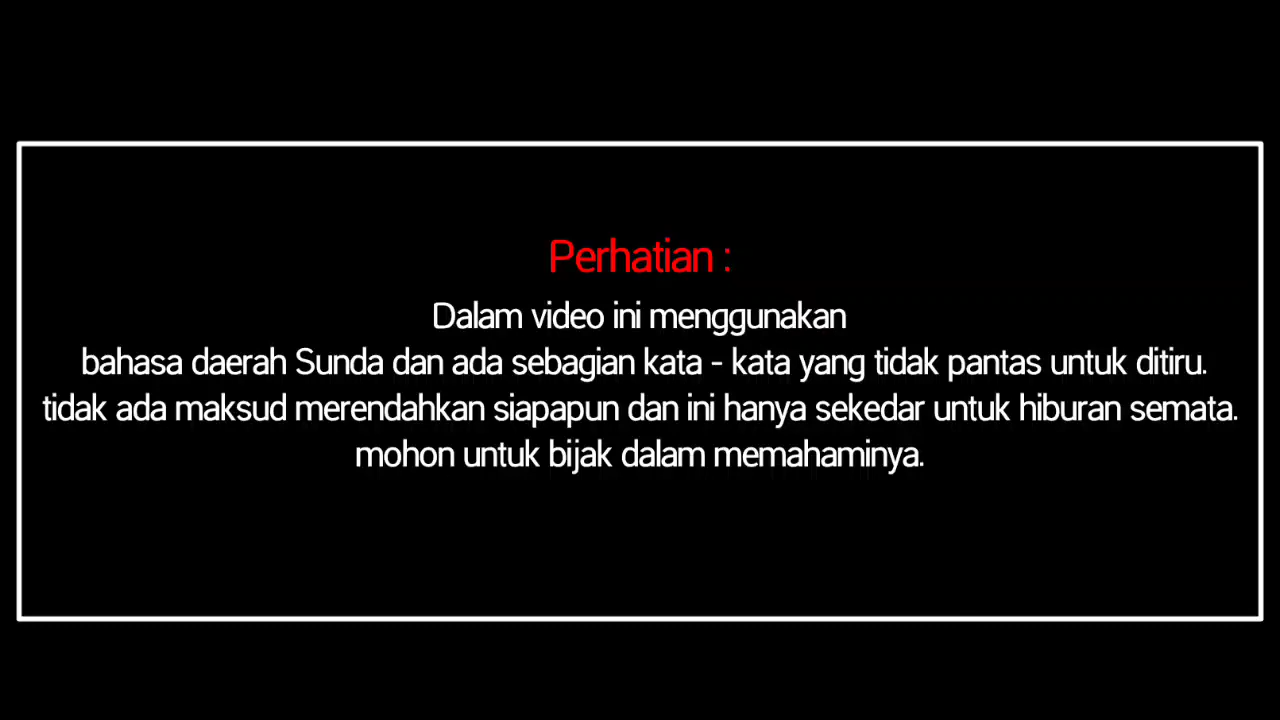 Perhatian :
Dalam video ini menggunakan
bahasa daerah Sunda dan ada sebagian kata - kata yang tidak pantas untuk ditiru.
tidak ada maksud merendahkan siapapun dan ini hanya sekedar untuk hiburan semata.
mohon untuk bijak dalam memahaminya.